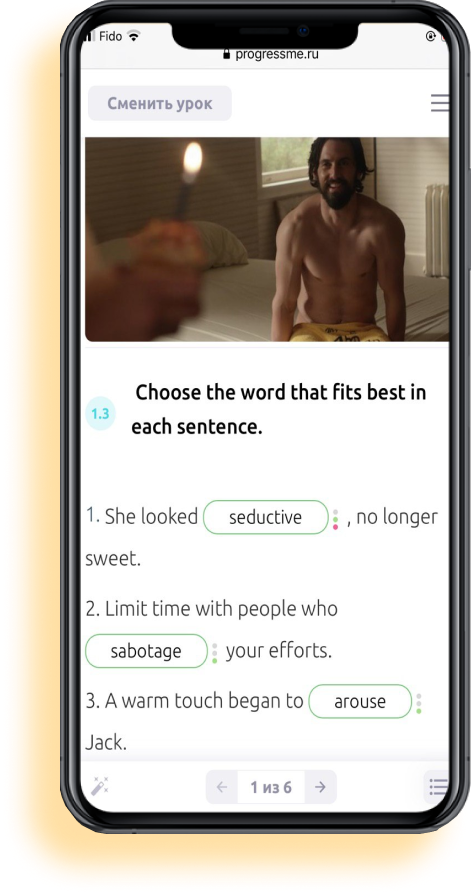 Fido
progressme.ru
Сменить урок
1.3 Choose the word that fits best in
each sentence.
1. She looked seductive , no longer
sweet.
2. Limit time with people who
sabotage your efforts.
3. A warm touch began to arouse
Jack.
← 1 из 6 →